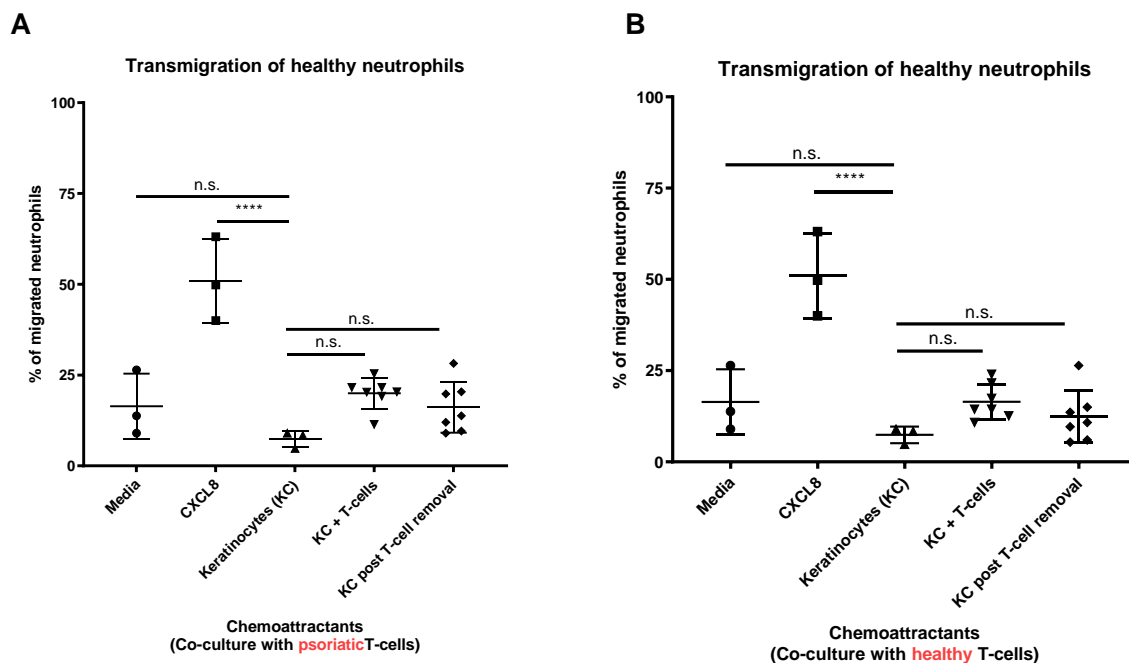 A
Transmigration of healthy neutrophils
% of migrated neutrophils
100
75
50
25
0
n.s.
****
n.s.
n.s.
Media
CXCL8
Keratinocytes (KC)
KC + T-cells
KC post T-cell removal
Chemoattractants
(Co-culture with psoriaticT-cells)
B
Transmigration of healthy neutrophils
% of migrated neutrophils
100
75
50
25
0
n.s.
****
n.s.
n.s.
Media
CXCL8
Keratinocytes (KC)
KC + T-cells
KC post T-cell removal
Chemoattractants
(Co-culture with healthy T-cells)